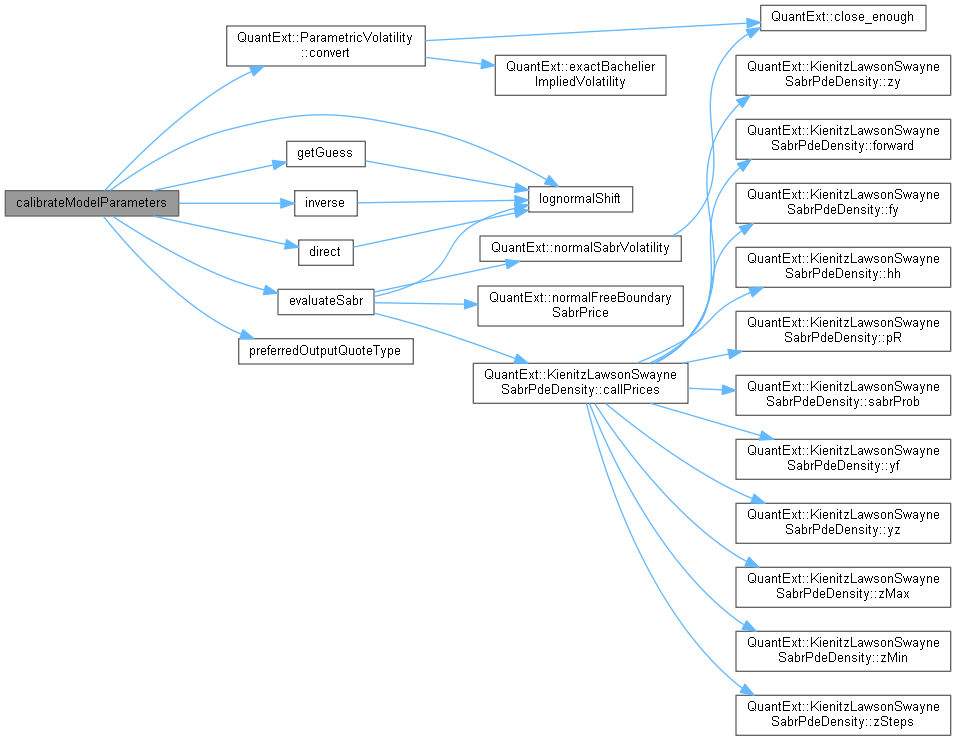 QuantExt::ParametricVolatility
::convert
QuantExt::close_enough
QuantExt::exactBachelier
ImpliedVolatility
QuantExt::KienitzLawsonSwayne
SabrPdeDensity::zy
QuantExt::KienitzLawsonSwayne
SabrPdeDensity::forward
getGuess
calibrateModelParameters
inverse
lognormalShift
QuantExt::KienitzLawsonSwayne
SabrPdeDensity::fy
direct
QuantExt::normalSabrVolatility
QuantExt::KienitzLawsonSwayne
SabrPdeDensity::hh
evaluateSabr
QuantExt::normalFreeBoundary
SabrPrice
QuantExt::KienitzLawsonSwayne
SabrPdeDensity::pR
preferredOutputQuoteType
QuantExt::KienitzLawsonSwayne
SabrPdeDensity::callPrices
QuantExt::KienitzLawsonSwayne
SabrPdeDensity::sabrProb
QuantExt::KienitzLawsonSwayne
SabrPdeDensity::yf
QuantExt::KienitzLawsonSwayne
SabrPdeDensity::yz
QuantExt::KienitzLawsonSwayne
SabrPdeDensity::zMax
QuantExt::KienitzLawsonSwayne
SabrPdeDensity::zMin
QuantExt::KienitzLawsonSwayne
SabrPdeDensity::zSteps